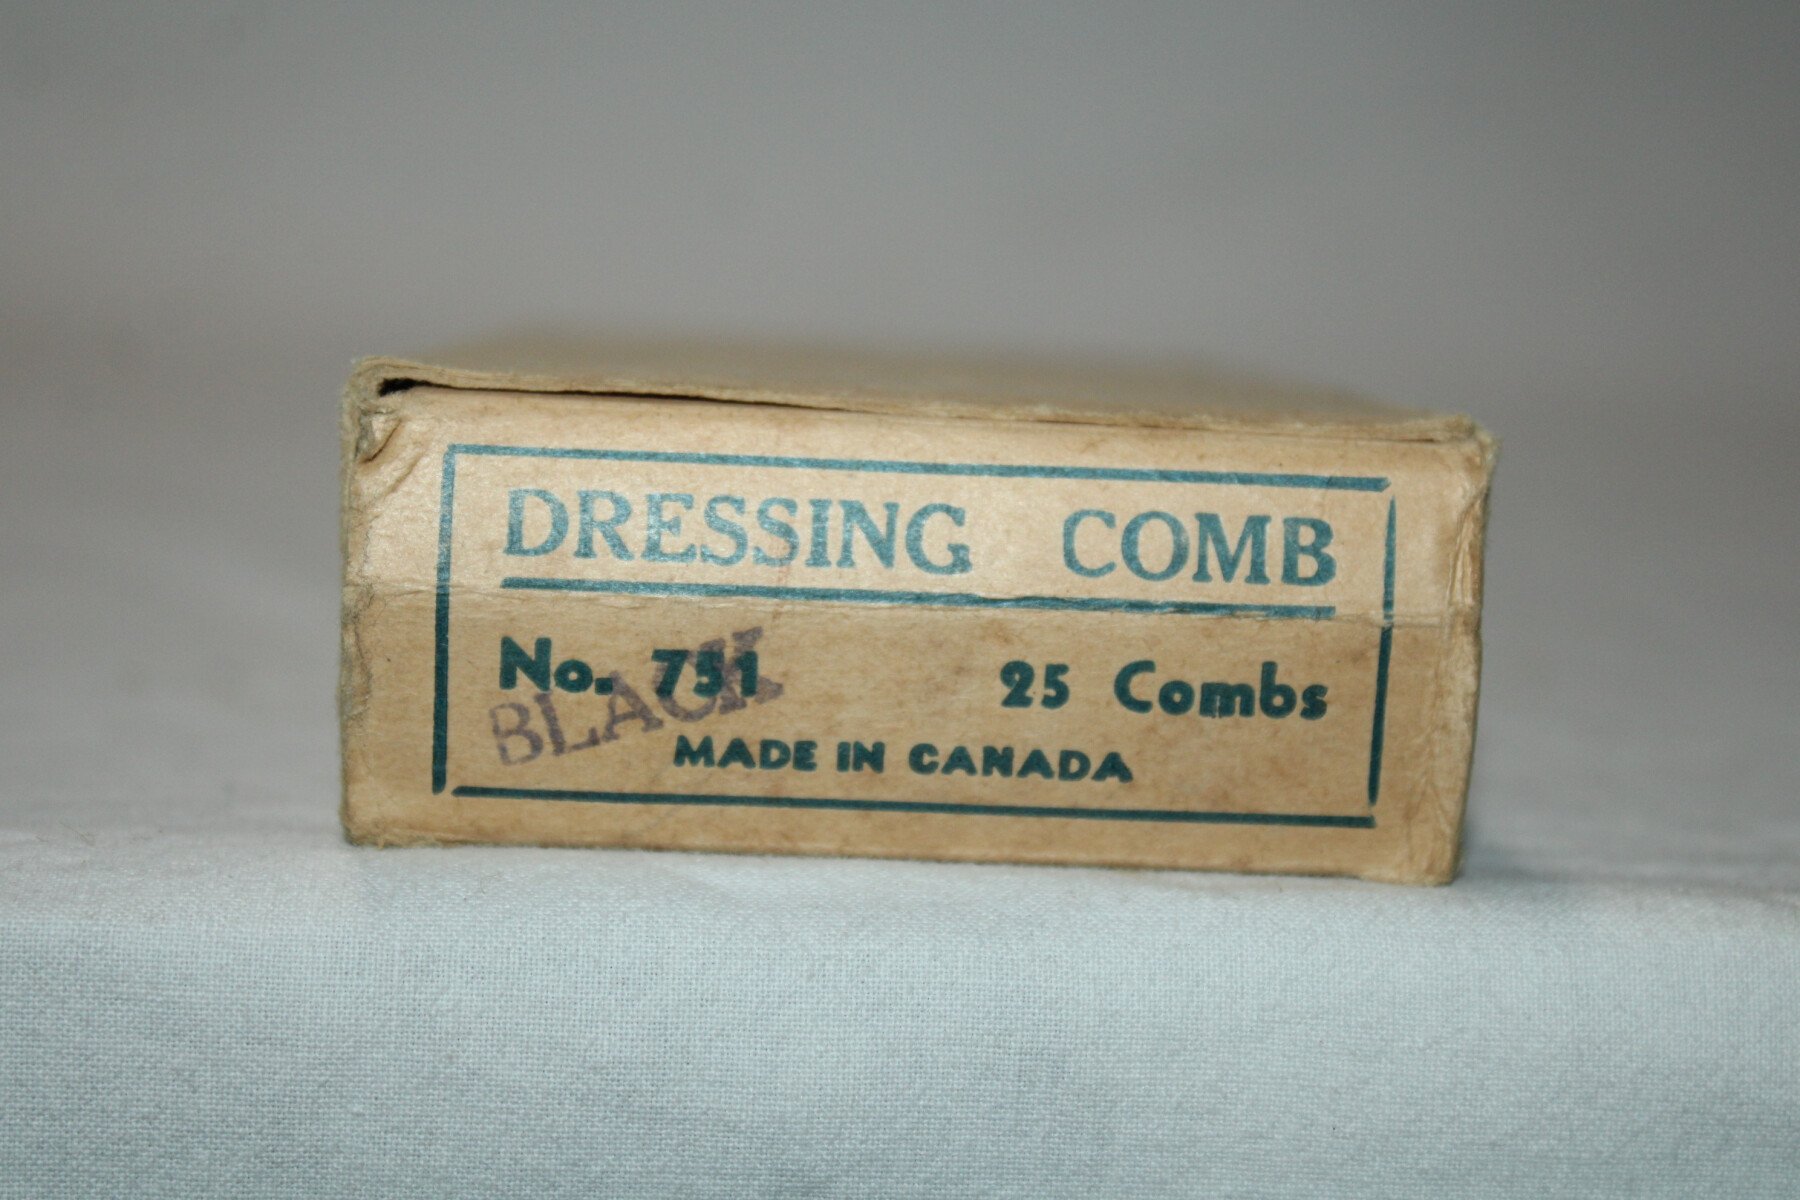 DRESSING COMB
No. 751 25 Combs
BLACK
MADE IN CANADA